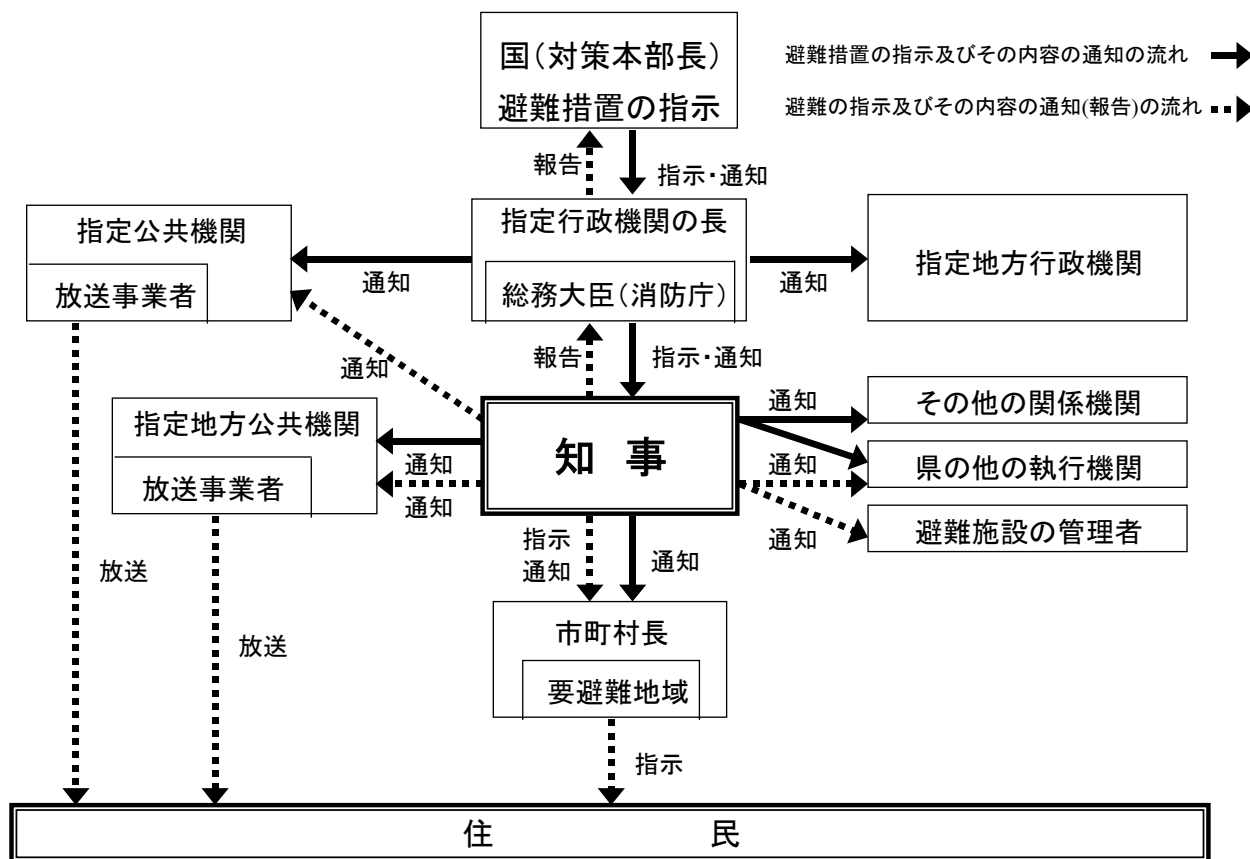 国(対策本部長)
避難措置の指示
避難措置の指示及びその内容の通知の流れ
避難の指示及びその内容の通知(報告)の流れ
報告
指示・通知
指定公共機関
放送事業者
通知
指定行政機関の長
総務大臣(消防庁)
通知
指定地方行政機関
通知
報告
指示・通知
指定地方公共機関
放送事業者
通知
通知
知 事
通知
その他の関係機関
通知
県の他の執行機関
通知
避難施設の管理者
放送
放送
指示
通知
通知
市町村長
要避難地域
指示
住 民